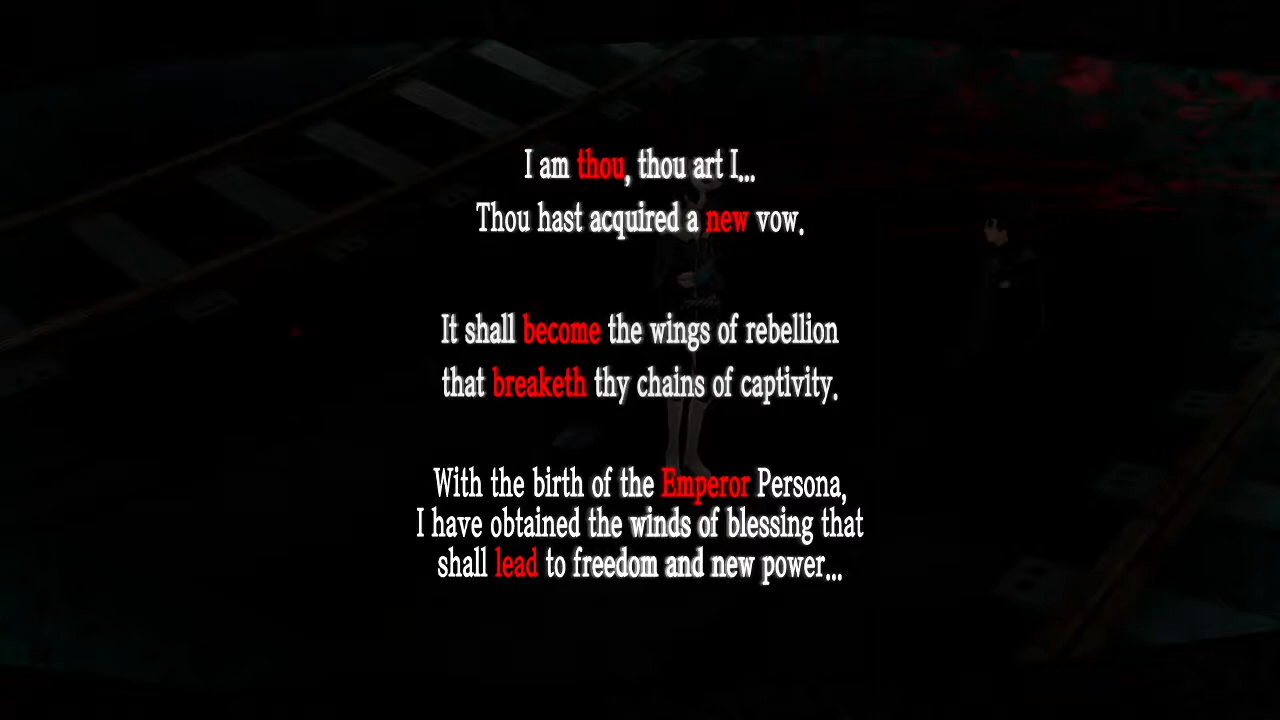 I am thou, thou art I...
Thou hast acquired a new vow.
It shall become the wings of rebellion
that breaketh thy chains of captivity.
With the birth of the Emperor Persona,
I have obtained the winds of blessing that
shall lead to freedom and new power...